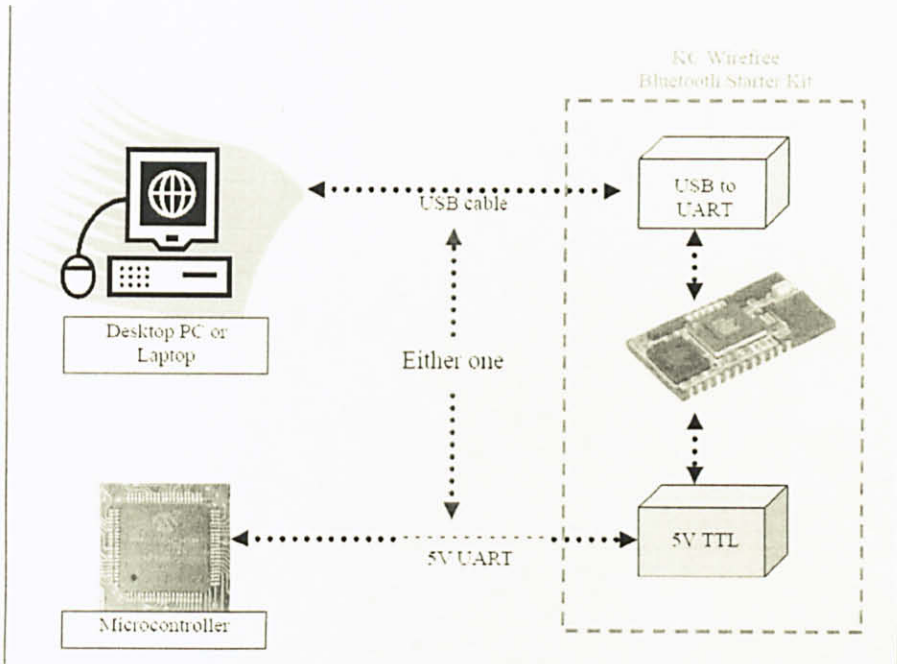 KC Wirefree
Bluetooth Starter Kit
USB to
UART
USB cable
Desktop PC or
Laptop
Either one
5V UART
5V TTL
Microcontroller